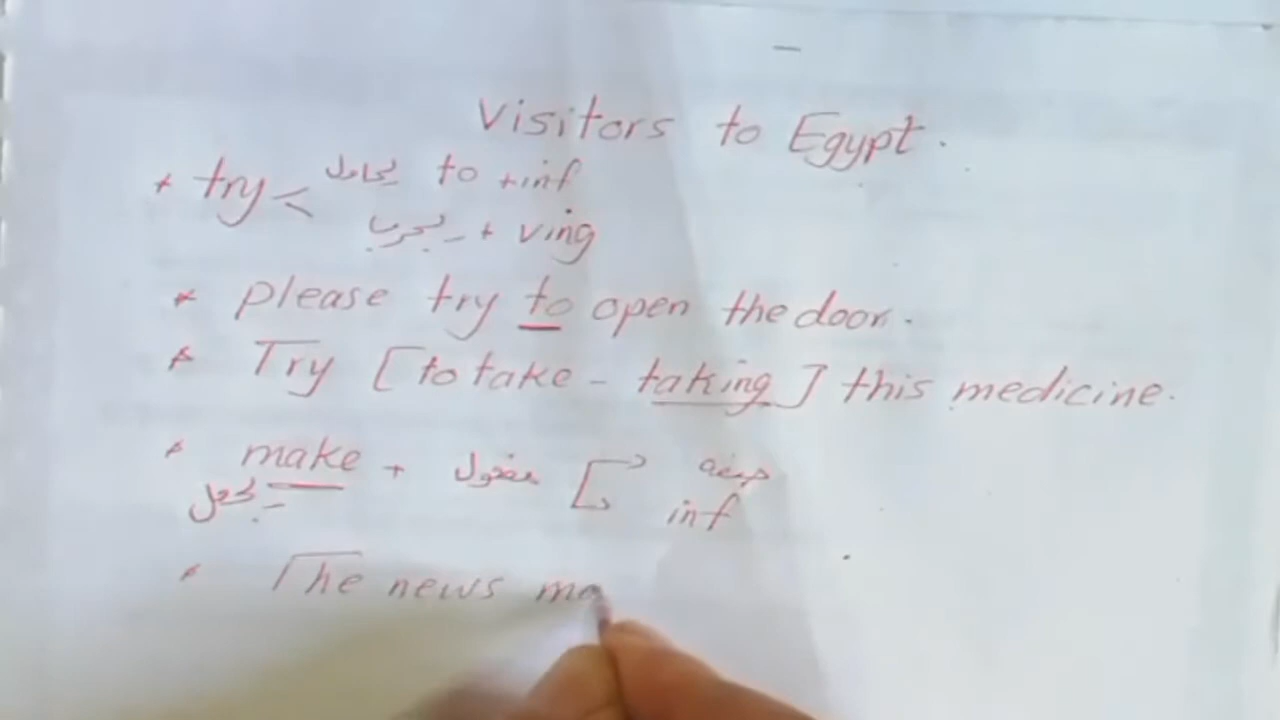 Visitors to Egypt.
* try < يحاول to + inf
يجرب + ving
* please try to open the door.
* Try [to take - taking] this medicine.
* make + مفعول [ صفه
يجعل inf
* The news ma